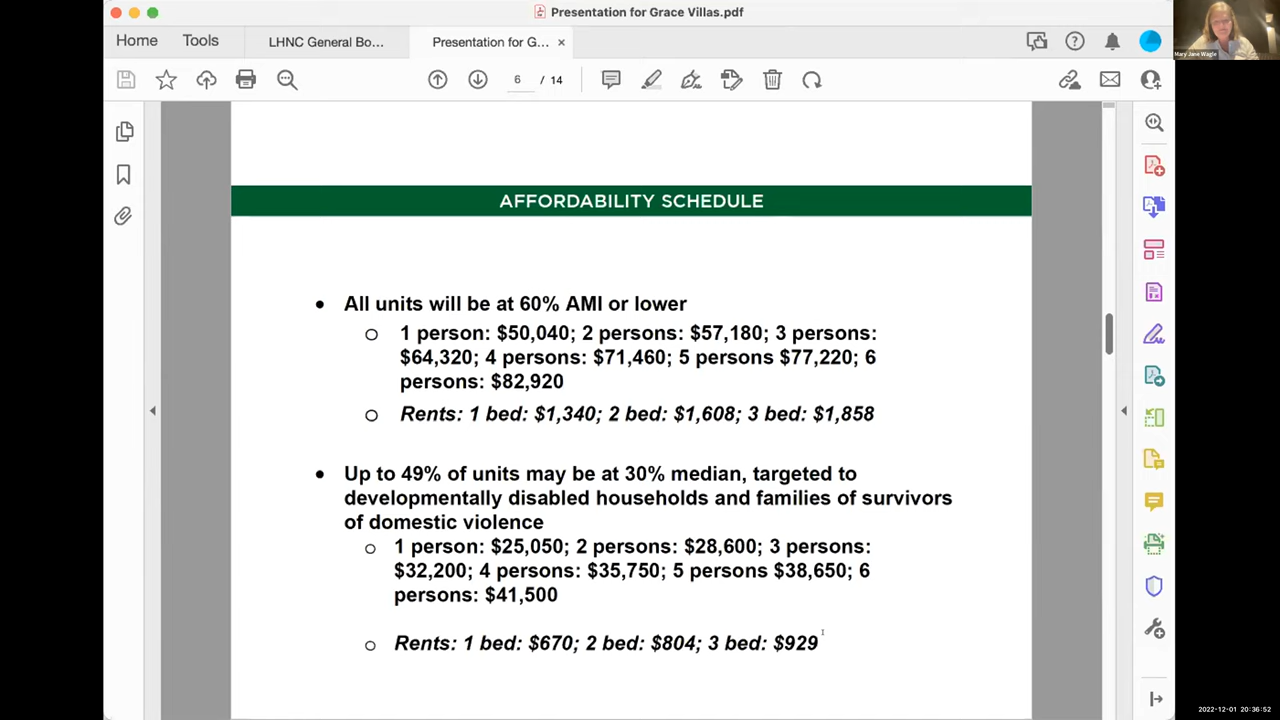 Presentation for Grace Villas.pdf
Home
Tools
LHNC General Bo...
Presentation for G...
6 / 14
Mary Jane Wagle
AFFORDABILITY SCHEDULE
• All units will be at 60% AMI or lower
o 1 person: $50,040; 2 persons: $57,180; 3 persons:
$64,320; 4 persons: $71,460; 5 persons $77,220; 6
persons: $82,920
o Rents: 1 bed: $1,340; 2 bed: $1,608; 3 bed: $1,858
• Up to 49% of units may be at 30% median, targeted to
developmentally disabled households and families of survivors
of domestic violence
o 1 person: $25,050; 2 persons: $28,600; 3 persons:
$32,200; 4 persons: $35,750; 5 persons $38,650; 6
persons: $41,500
o Rents: 1 bed: $670; 2 bed: $804; 3 bed: $929
2022-12-01 20:36:52